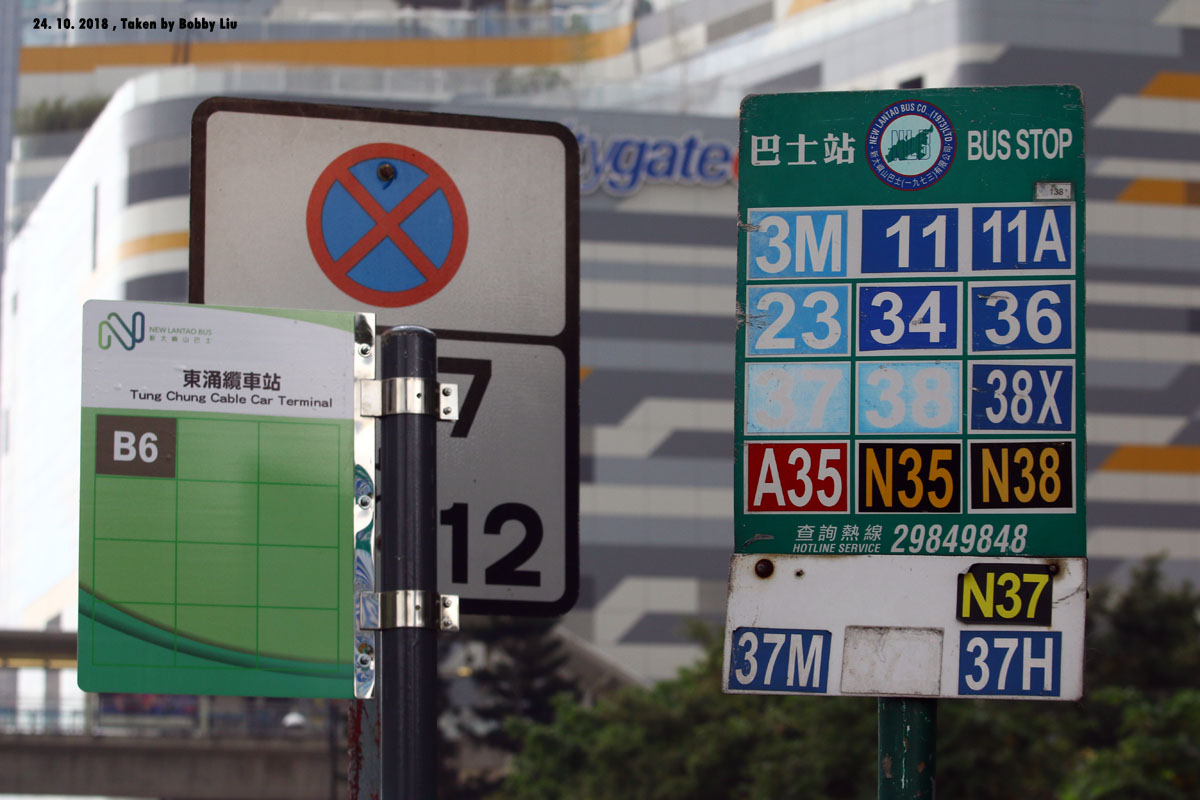 24. 10. 2018 , Taken by Bobby Liu
tygate
NEW LANTAO BUS
新大嶼山巴士
東涌纜車站
Tung Chung Cable Car Terminal
B6
7
12
巴士站
NEW LANTAO BUS CO., (1973) LTD.
新大嶼山巴士(一九七三)有限公司
BUS STOP
138
3M 11 11A
23 34 36
37 38 38X
A35 N35 N38
查詢熱線
HOTLINE SERVICE 29849848
N37
37M 37H